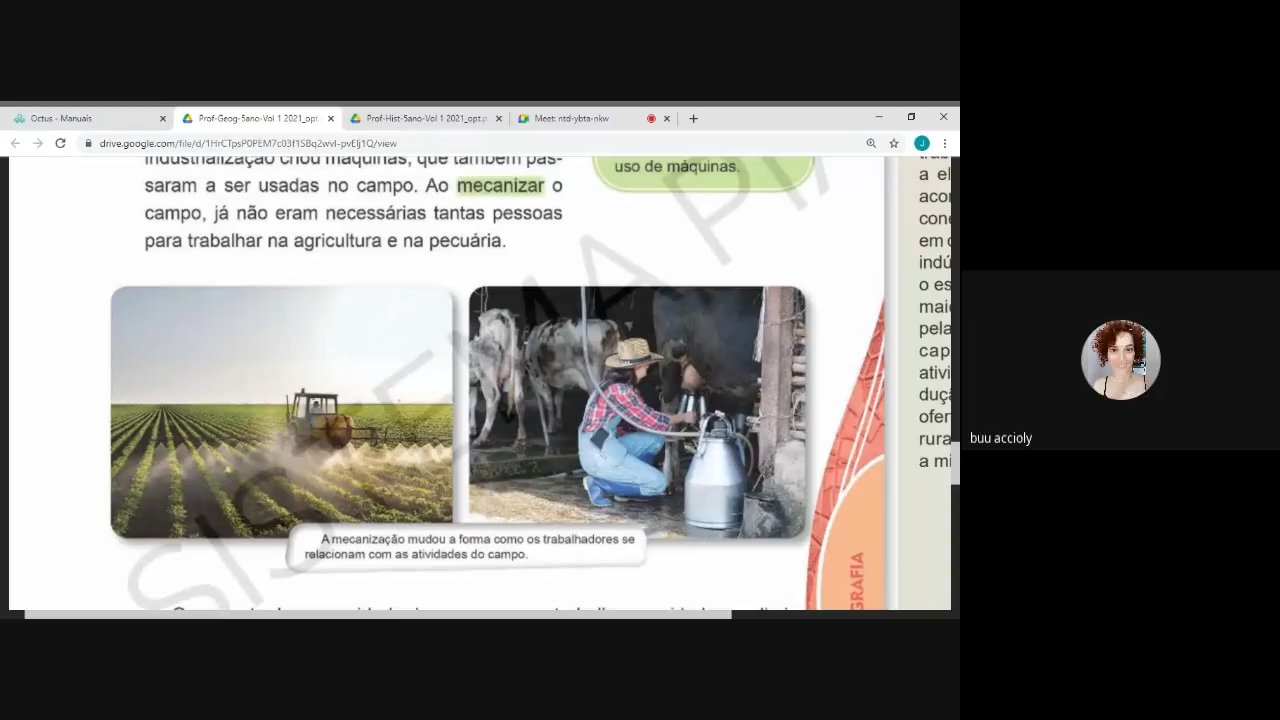 Octus - Manuais
Prof-Geog-5ano-Vol 1 2021_opt
Prof-Hist-5ano-Vol 1 2021_opt.p
Meet: ntd-ybta-nkw
drive.google.com/file/d/1HrCTpsP0PEM7c03f1SBq2wvI-pvEIj1Q/view
J
industrialização criou máquinas, que também pas-
saram a ser usadas no campo. Ao mecanizar o
campo, já não eram necessárias tantas pessoas
para trabalhar na agricultura e na pecuária.
uso de máquinas.
SISTEMA PI
A mecanização mudou a forma como os trabalhadores se
relacionam com as atividades do campo.
GRAFIA
a el
acor
cone
em c
indú
o es
maio
pela
cap
ativi
duçã
ofer
rura
a mi
buu accioly